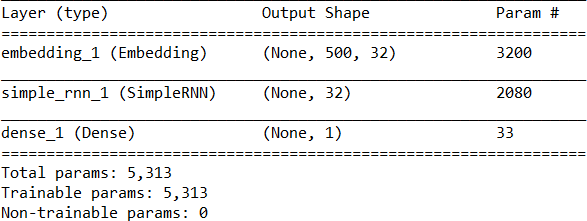 Layer (type) Output Shape Param #
=================================================================
embedding_1 (Embedding) (None, 500, 32) 3200
_________________________________________________________________
simple_rnn_1 (SimpleRNN) (None, 32) 2080
_________________________________________________________________
dense_1 (Dense) (None, 1) 33
=================================================================
Total params: 5,313
Trainable params: 5,313
Non-trainable params: 0